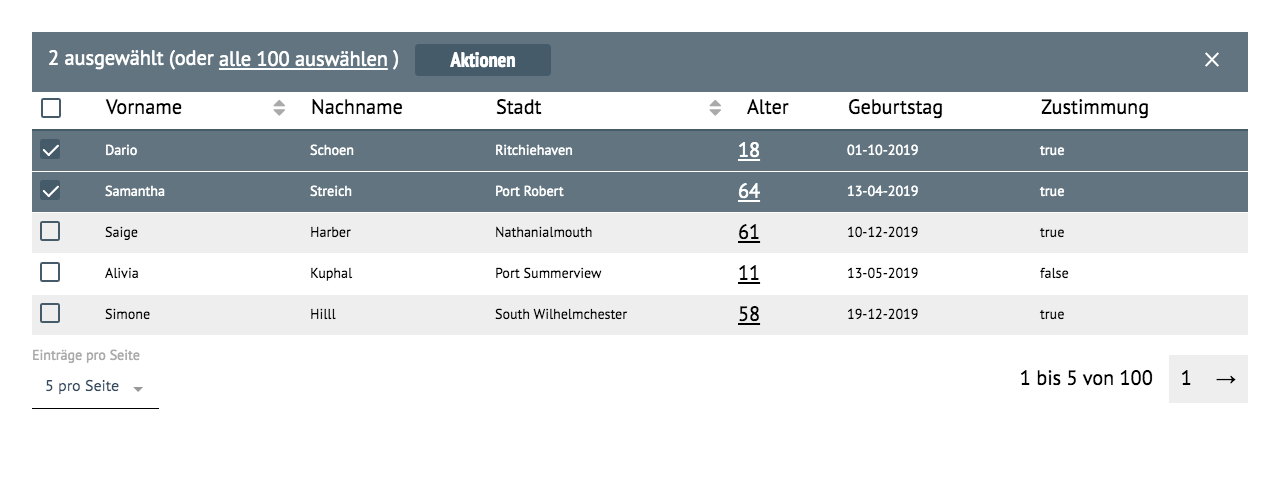 2 ausgewählt (oder alle 100 auswählen ) Aktionen
Vorname Nachname Stadt Alter Geburtstag Zustimmung
Dario Schoen Ritchiehaven 18 01-10-2019 true
Samantha Streich Port Robert 64 13-04-2019 true
Saige Harber Nathanialmouth 61 10-12-2019 true
Alivia Kuphal Port Summerview 11 13-05-2019 false
Simone Hilll South Wilhelmchester 58 19-12-2019 true
Einträge pro Seite
5 pro Seite
1 bis 5 von 100 1 →